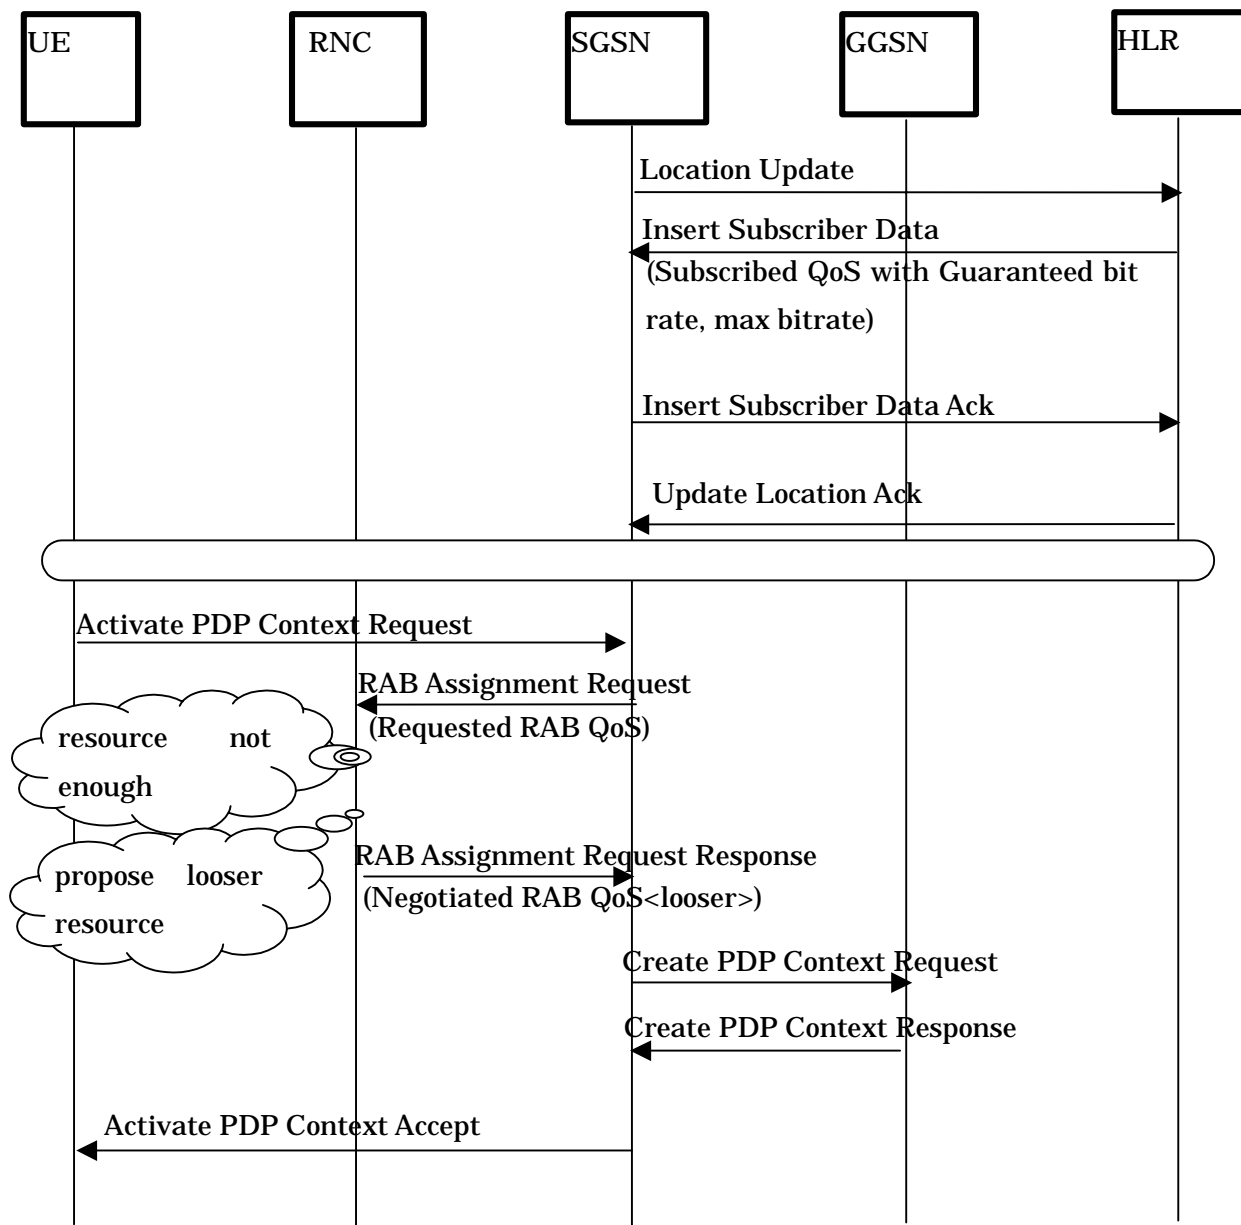 UE
RNC
SGSN
GGSN
HLR
Location Update
Insert Subscriber Data
(Subscribed QoS with Guaranteed bit
rate, max bitrate)
Insert Subscriber Data Ack
Update Location Ack
Activate PDP Context Request
RAB Assignment Request
(Requested RAB QoS)
resource not
enough
propose looser
resource
RAB Assignment Request Response
(Negotiated RAB QoS<looser>)
Create PDP Context Request
Create PDP Context Response
Activate PDP Context Accept